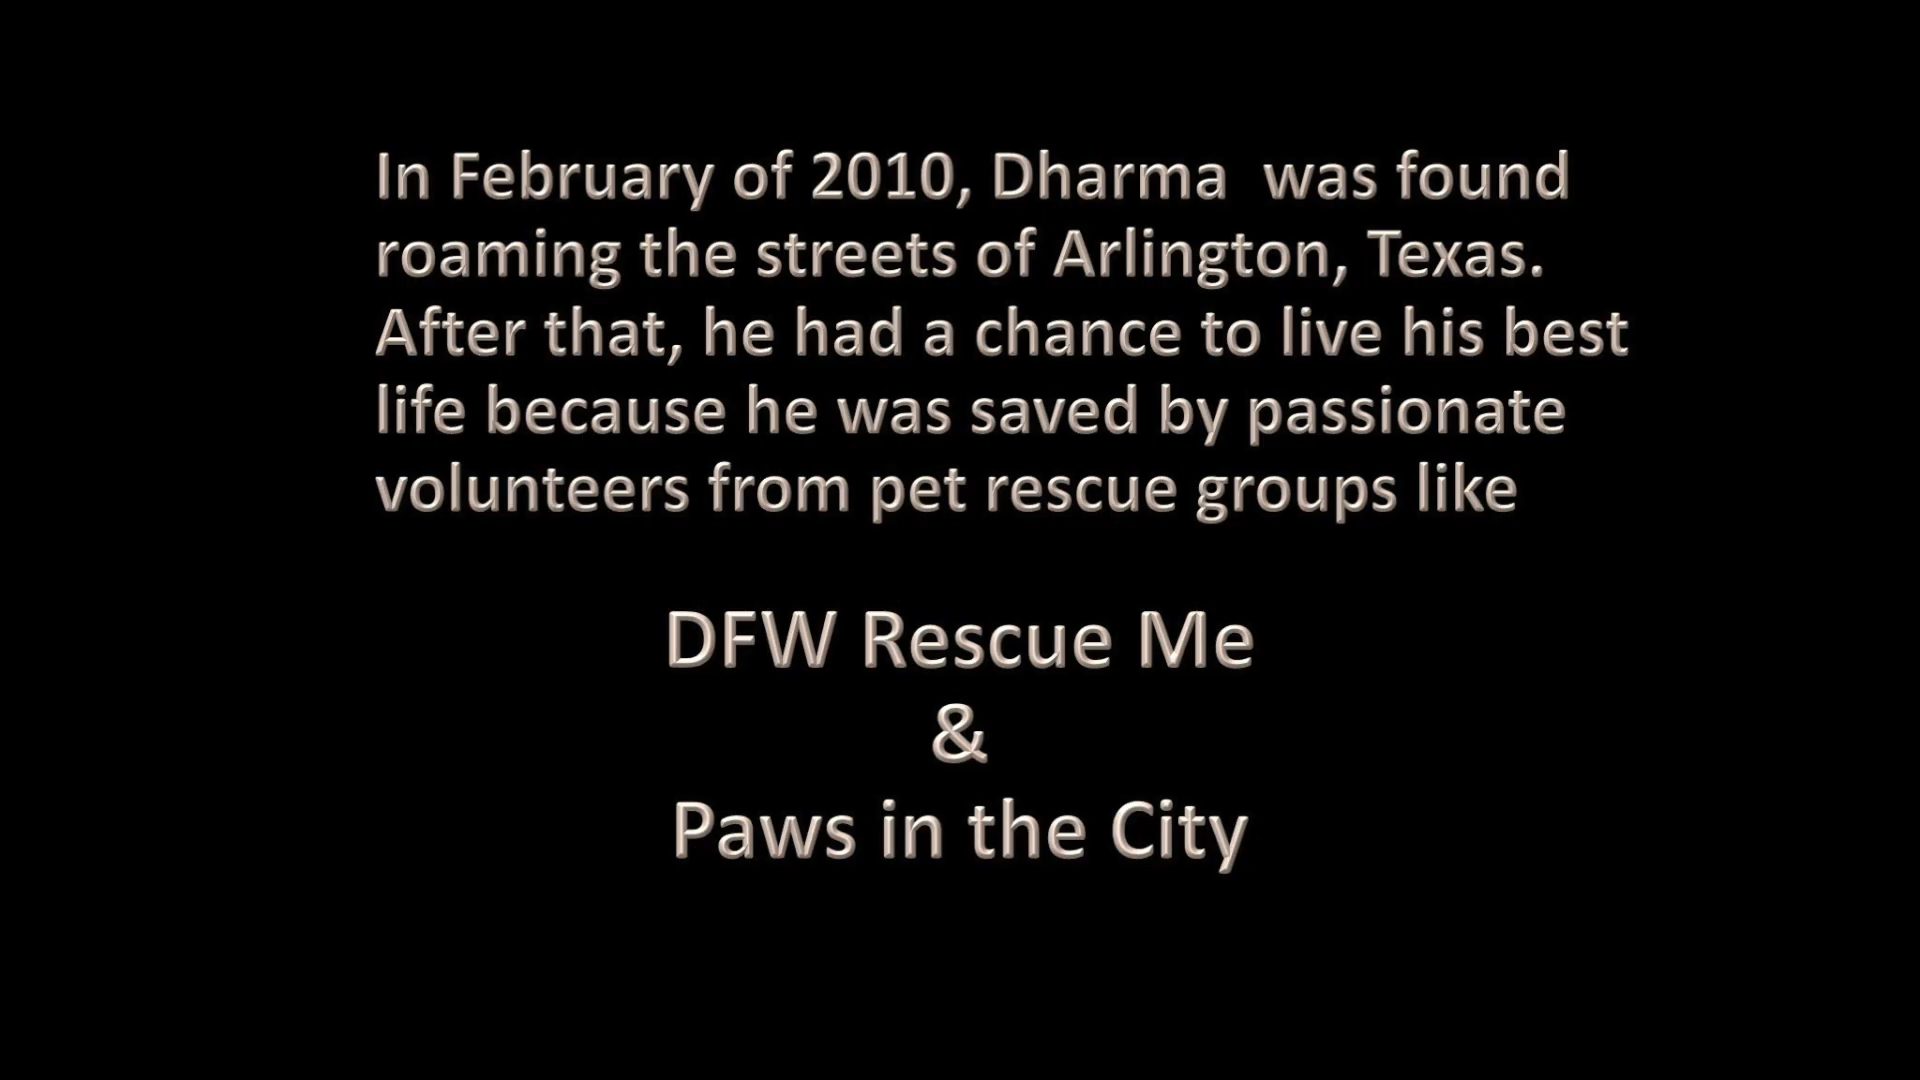 In February of 2010, Dharma  was found
roaming the streets of Arlington, Texas.
After that, he had a chance to live his best
life because he was saved by passionate
volunteers from pet rescue groups like
DFW Rescue Me
&
Paws in the City